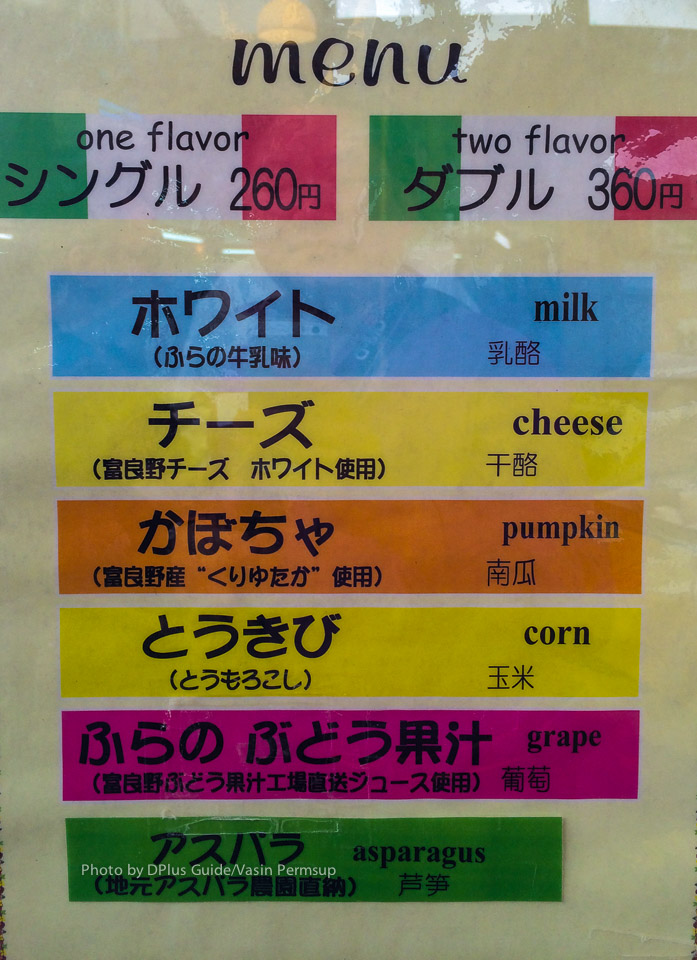 menu
one flavor
シングル 260円
two flavor
ダブル 360円
ホワイト milk
(ふらの牛乳味) 乳酪
チーズ cheese
(富良野チーズ ホワイト使用) 干酪
かぼちゃ pumpkin
(富良野産“くりゆたか”使用) 南瓜
とうきび corn
(とうもろこし) 玉米
ふらの ぶどう果汁 grape
(富良野ぶどう果汁工場直送ジュース使用) 葡萄
アスパラ asparagus
Photo by DPlus Guide/Vasin Permsup
(地元アスパラ農園直納) 芦笋